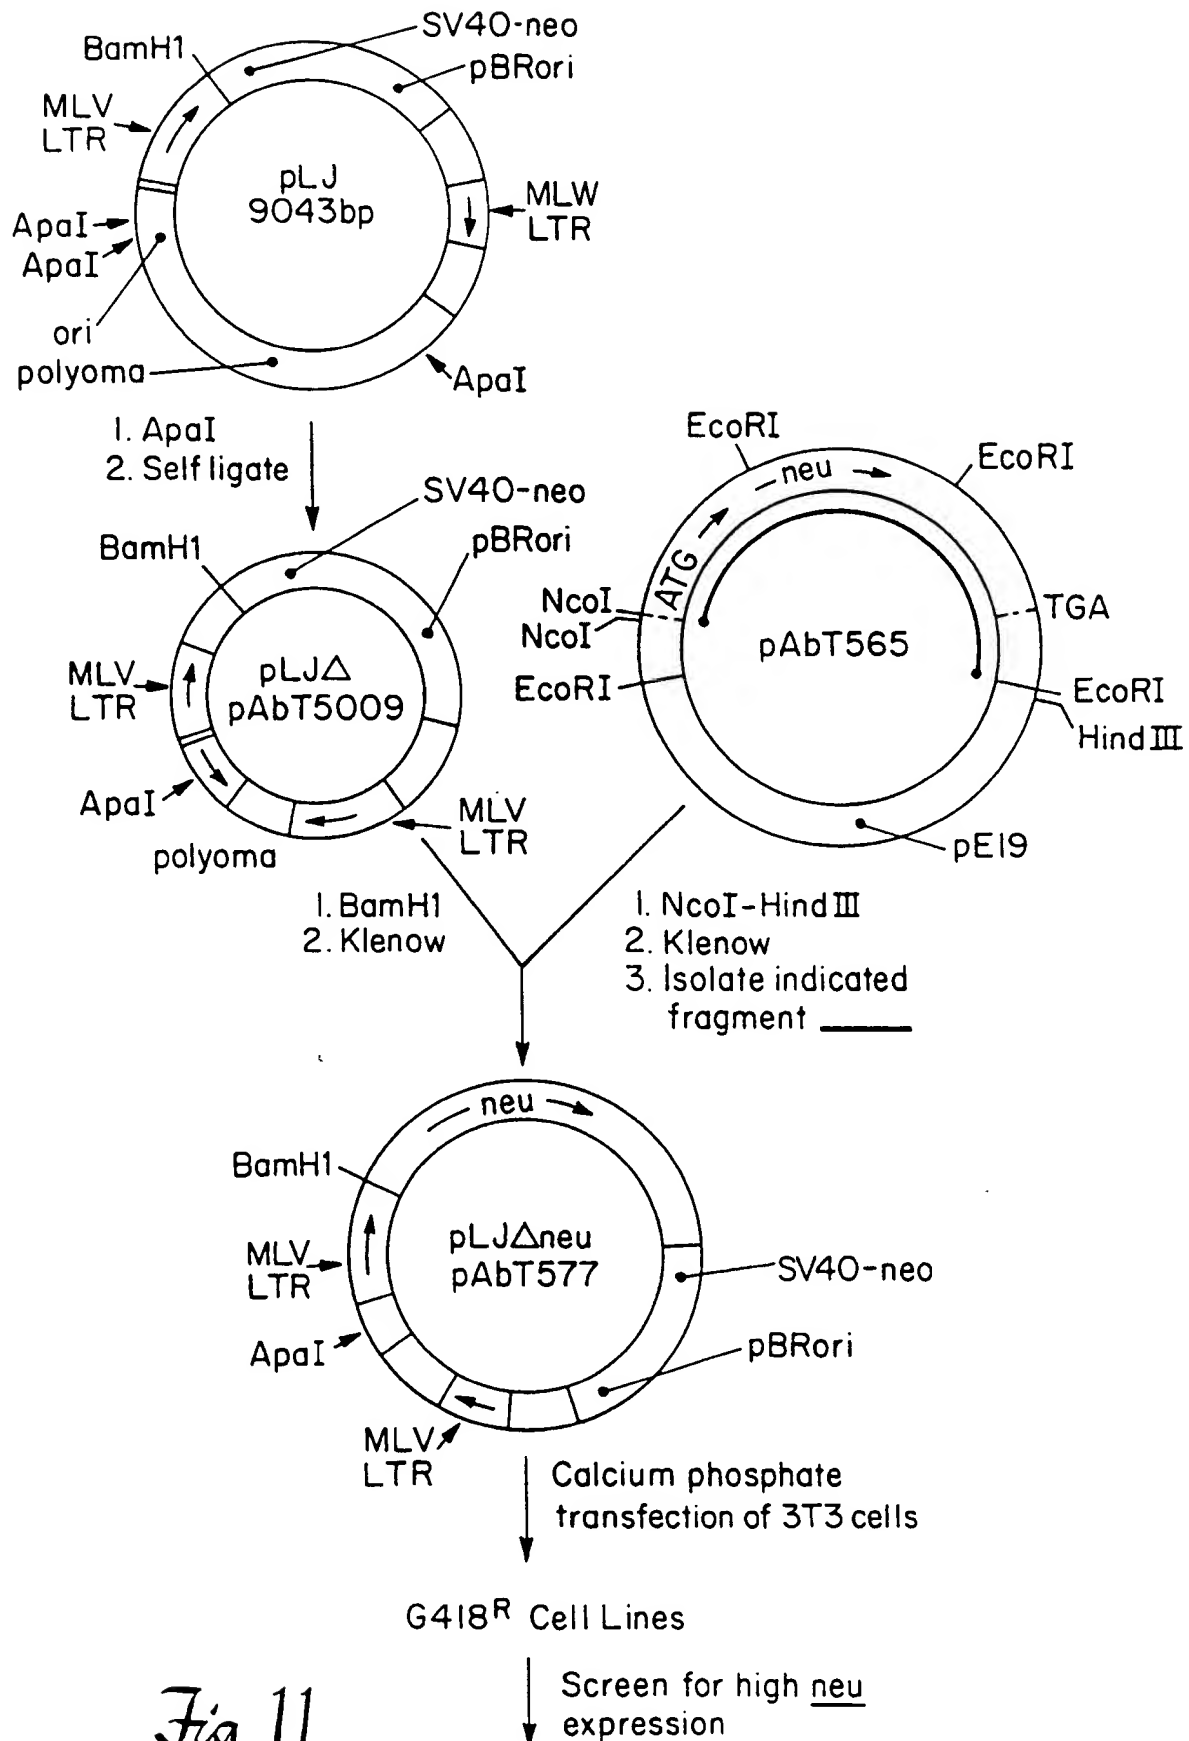 SV40-neo
BamH1
pBRori
MLV
LTR
pLJ
9043bp
MLW
LTR
ApaI
ApaI
ori
polyoma
ApaI
1. ApaI
2. Self ligate
EcoRI
EcoRI
neu
ATG
SV40-neo
BamH1
pBRori
NcoI
NcoI
TGA
pAbT565
MLV
LTR
pLJΔ
pAbT5009
EcoRI
EcoRI
Hind III
ApaI
MLV
LTR
polyoma
pE19
1. BamH1
2. Klenow
1. NcoI-Hind III
2. Klenow
3. Isolate indicated
fragment
neu
BamH1
pLJΔneu
pAbT577
MLV
LTR
SV40-neo
ApaI
pBRori
MLV
LTR
Calcium phosphate
transfection of 3T3 cells
G418R Cell Lines
Screen for high neu
expression
Fig 11